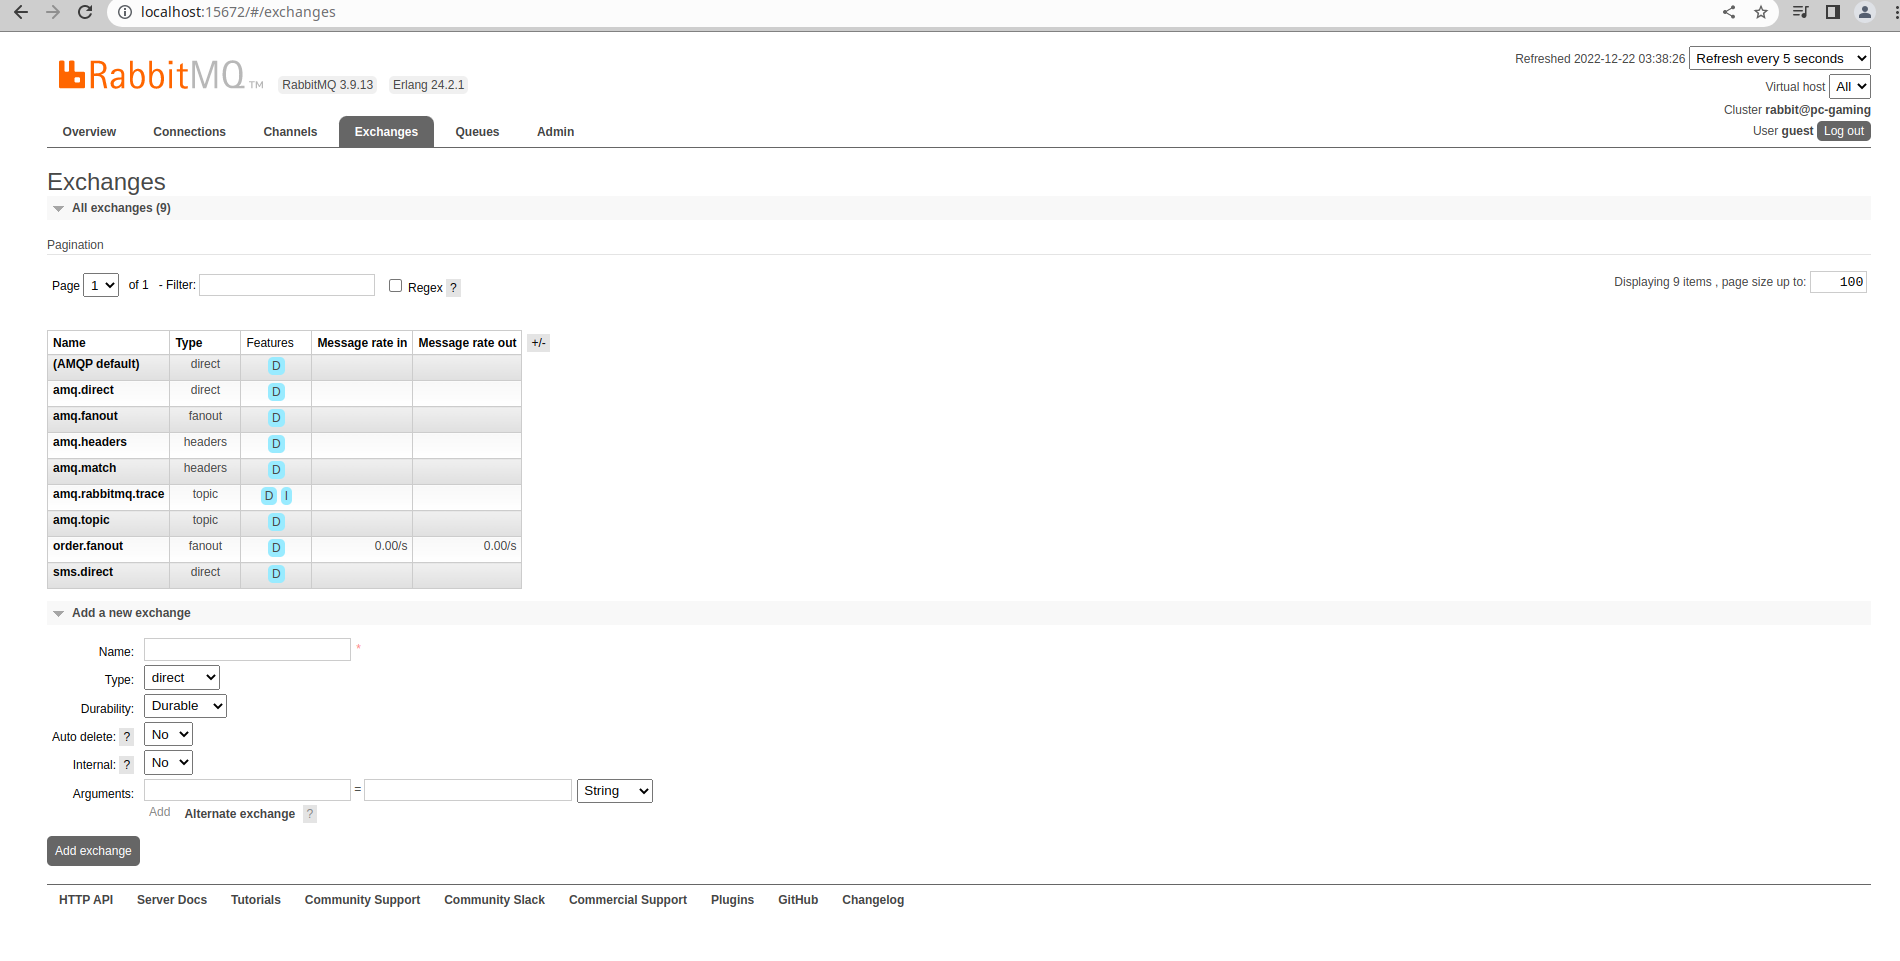 localhost:15672/#/exchanges
Refreshed 2022-12-22 03:38:26 Refresh every 5 seconds
RabbitMQ TM RabbitMQ 3.9.13 Erlang 24.2.1
Virtual host All
Cluster rabbit@pc-gaming
User guest Log out
Overview Connections Channels Exchanges Queues Admin
Exchanges
All exchanges (9)
Pagination
Page 1 of 1 - Filter: Regex ? Displaying 9 items , page size up to: 100
Name Type Features Message rate in Message rate out +/-
(AMQP default) direct D
amq.direct direct D
amq.fanout fanout D
amq.headers headers D
amq.match headers D
amq.rabbitmq.trace topic D I
amq.topic topic D
order.fanout fanout D 0.00/s 0.00/s
sms.direct direct D
Add a new exchange
Name: *
Type: direct
Durability: Durable
Auto delete: ? No
Internal: ? No
Arguments: = String
Add Alternate exchange ?
Add exchange
HTTP API Server Docs Tutorials Community Support Community Slack Commercial Support Plugins GitHub Changelog